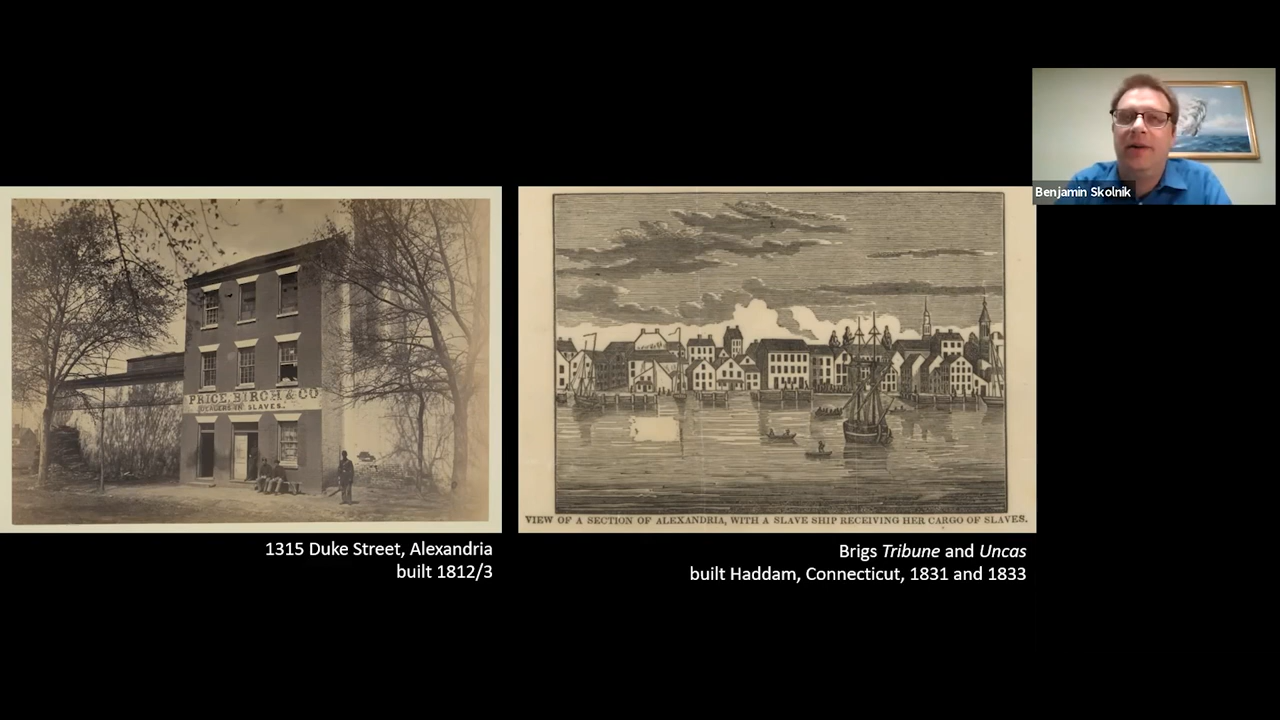 PRICE, BIRCH & CO
DEALERS IN SLAVES.
VIEW OF A SECTION OF ALEXANDRIA, WITH A SLAVE SHIP RECEIVING HER CARGO OF SLAVES.
1315 Duke Street, Alexandria
built 1812/3
Brigs Tribune and Uncas
built Haddam, Connecticut, 1831 and 1833
Benjamin Skolnik